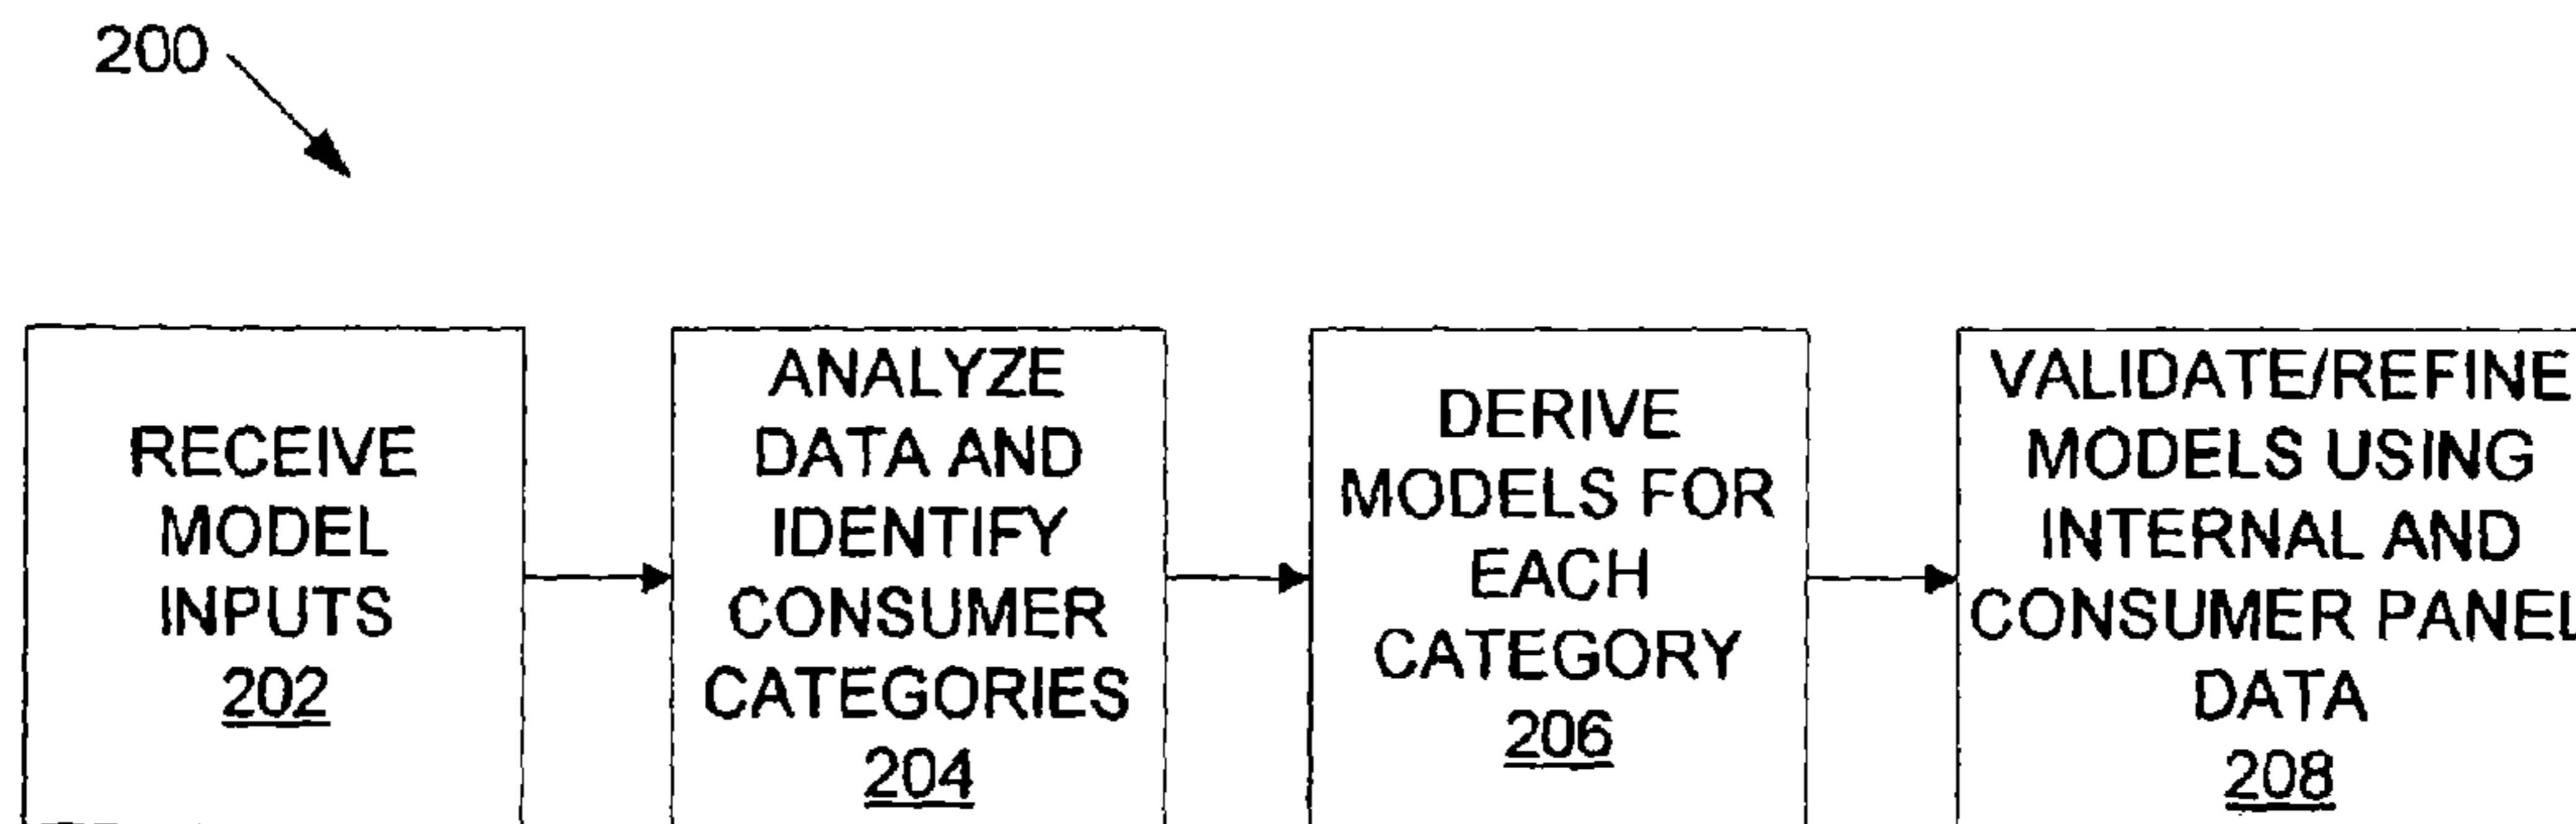 200
RECEIVE
MODEL
INPUTS
202
ANALYZE
DATA AND
IDENTIFY
CONSUMER
CATEGORIES
204
DERIVE
MODELS FOR
EACH
CATEGORY
206
VALIDATE/REFINE
MODELS USING
INTERNAL AND
CONSUMER PANEL
DATA
208